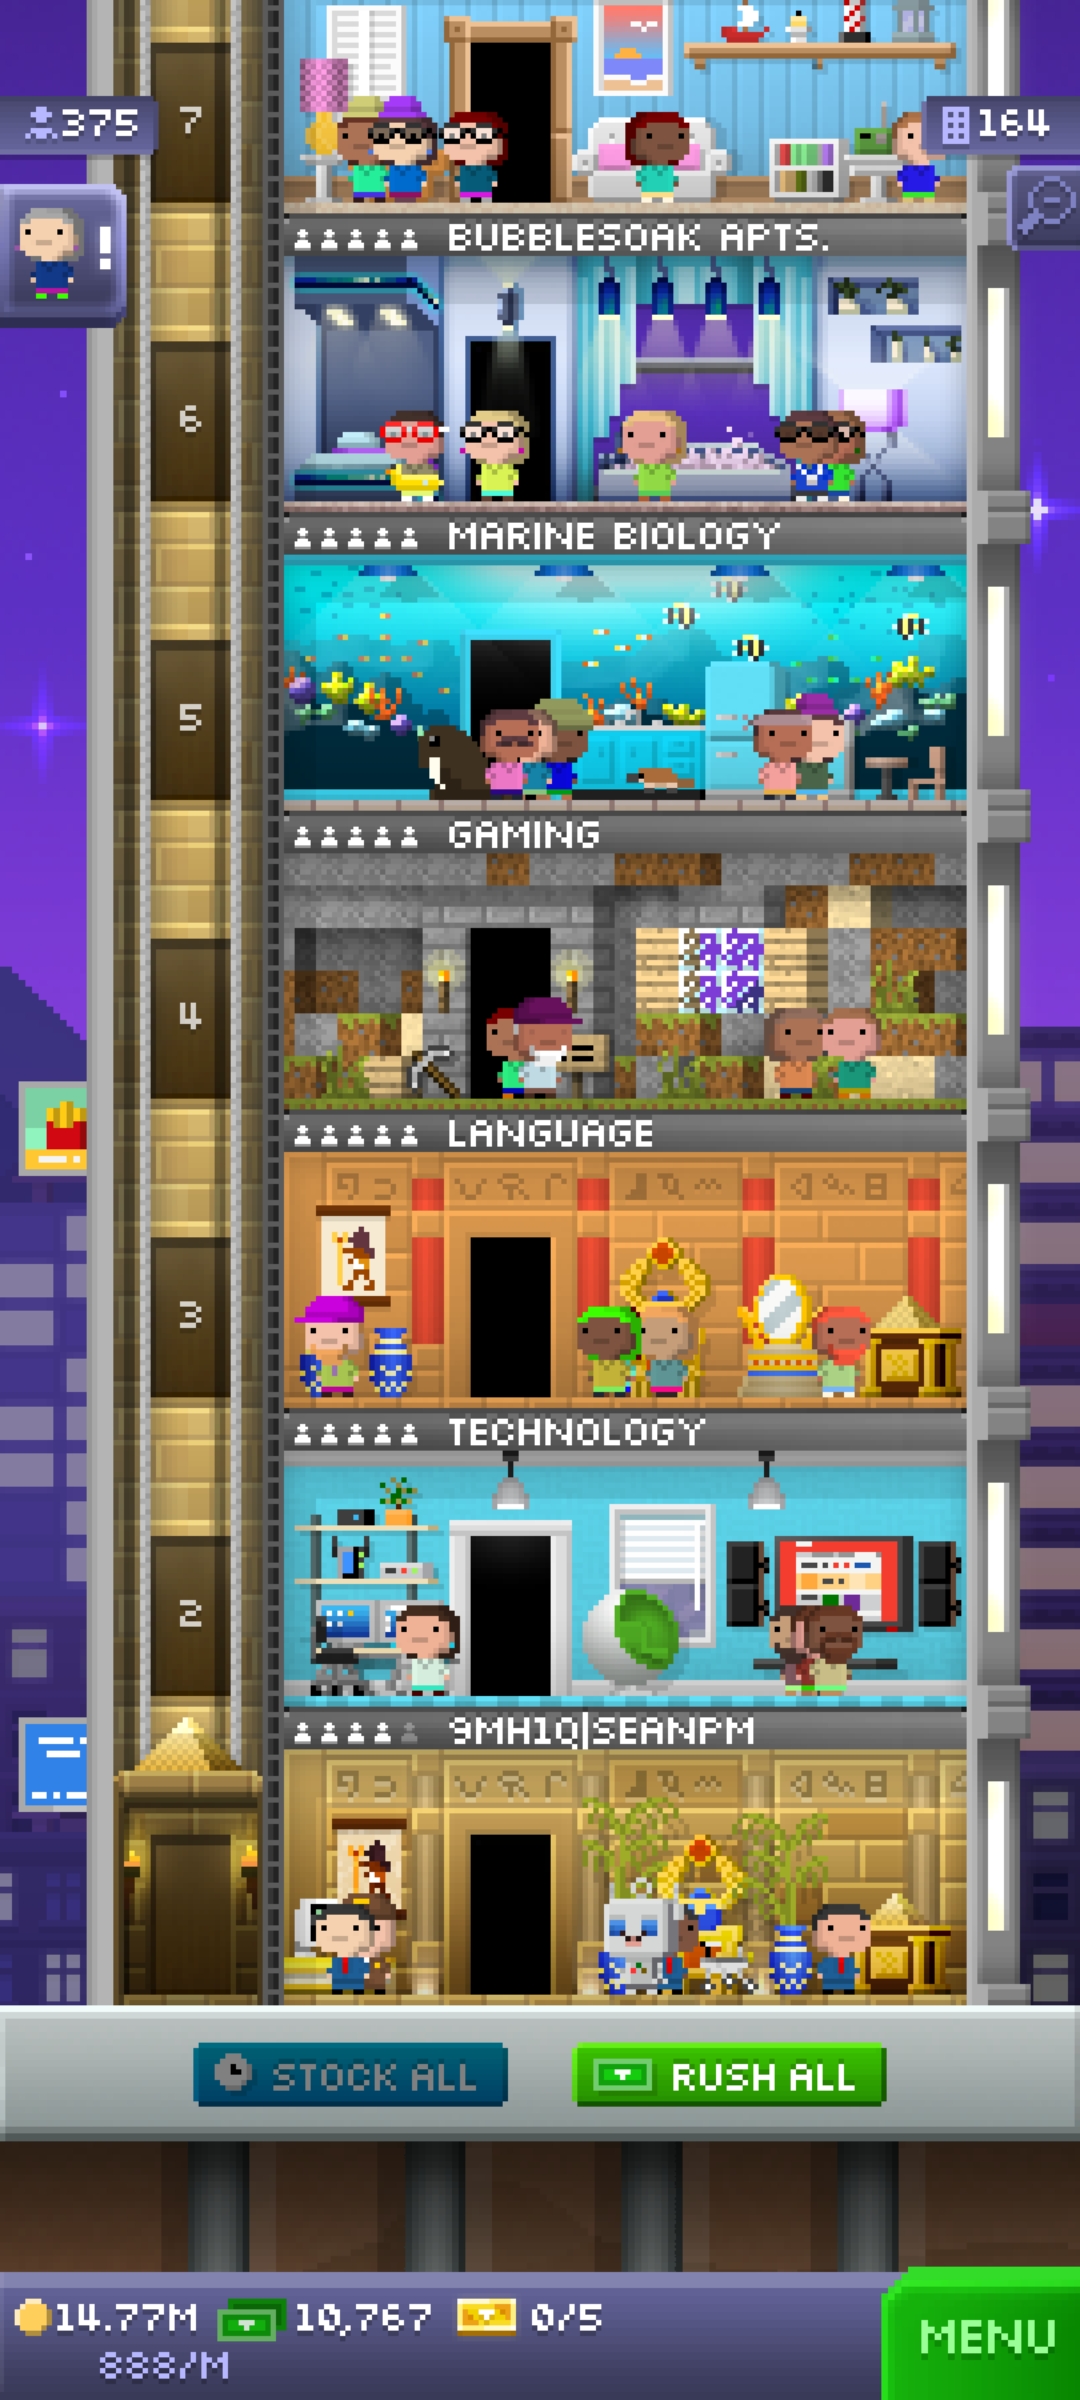 7
375
164
!
BUBBLESOAK APTS.
6
MARINE BIOLOGY
5
GAMING
4
LANGUAGE
3
TECHNOLOGY
2
9MH1Q|SEANPM
STOCK ALL
RUSH ALL
14.77M
10,767
0/5
888/M
MENU